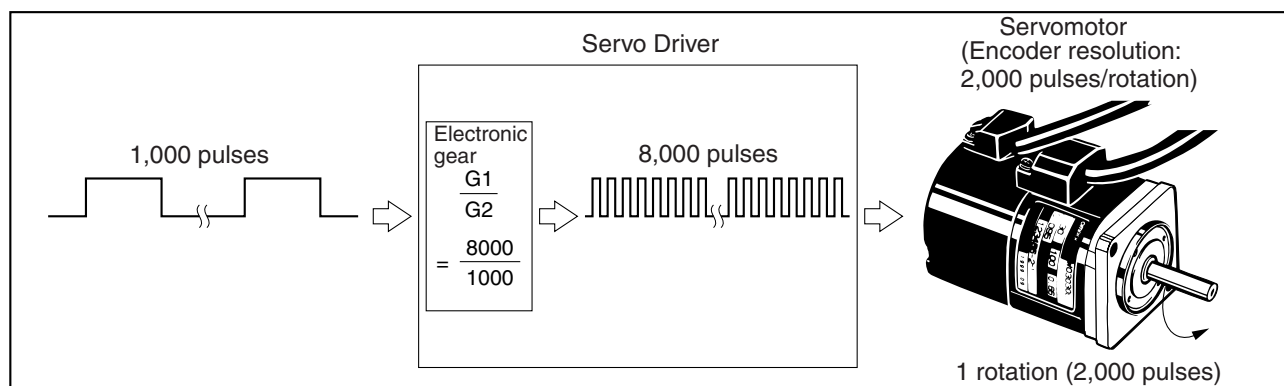 Servo Driver
Servomotor
(Encoder resolution:
2,000 pulses/rotation)
1,000 pulses
Electronic
gear
G1
G2
= 8000
1000
8,000 pulses
1 rotation (2,000 pulses)